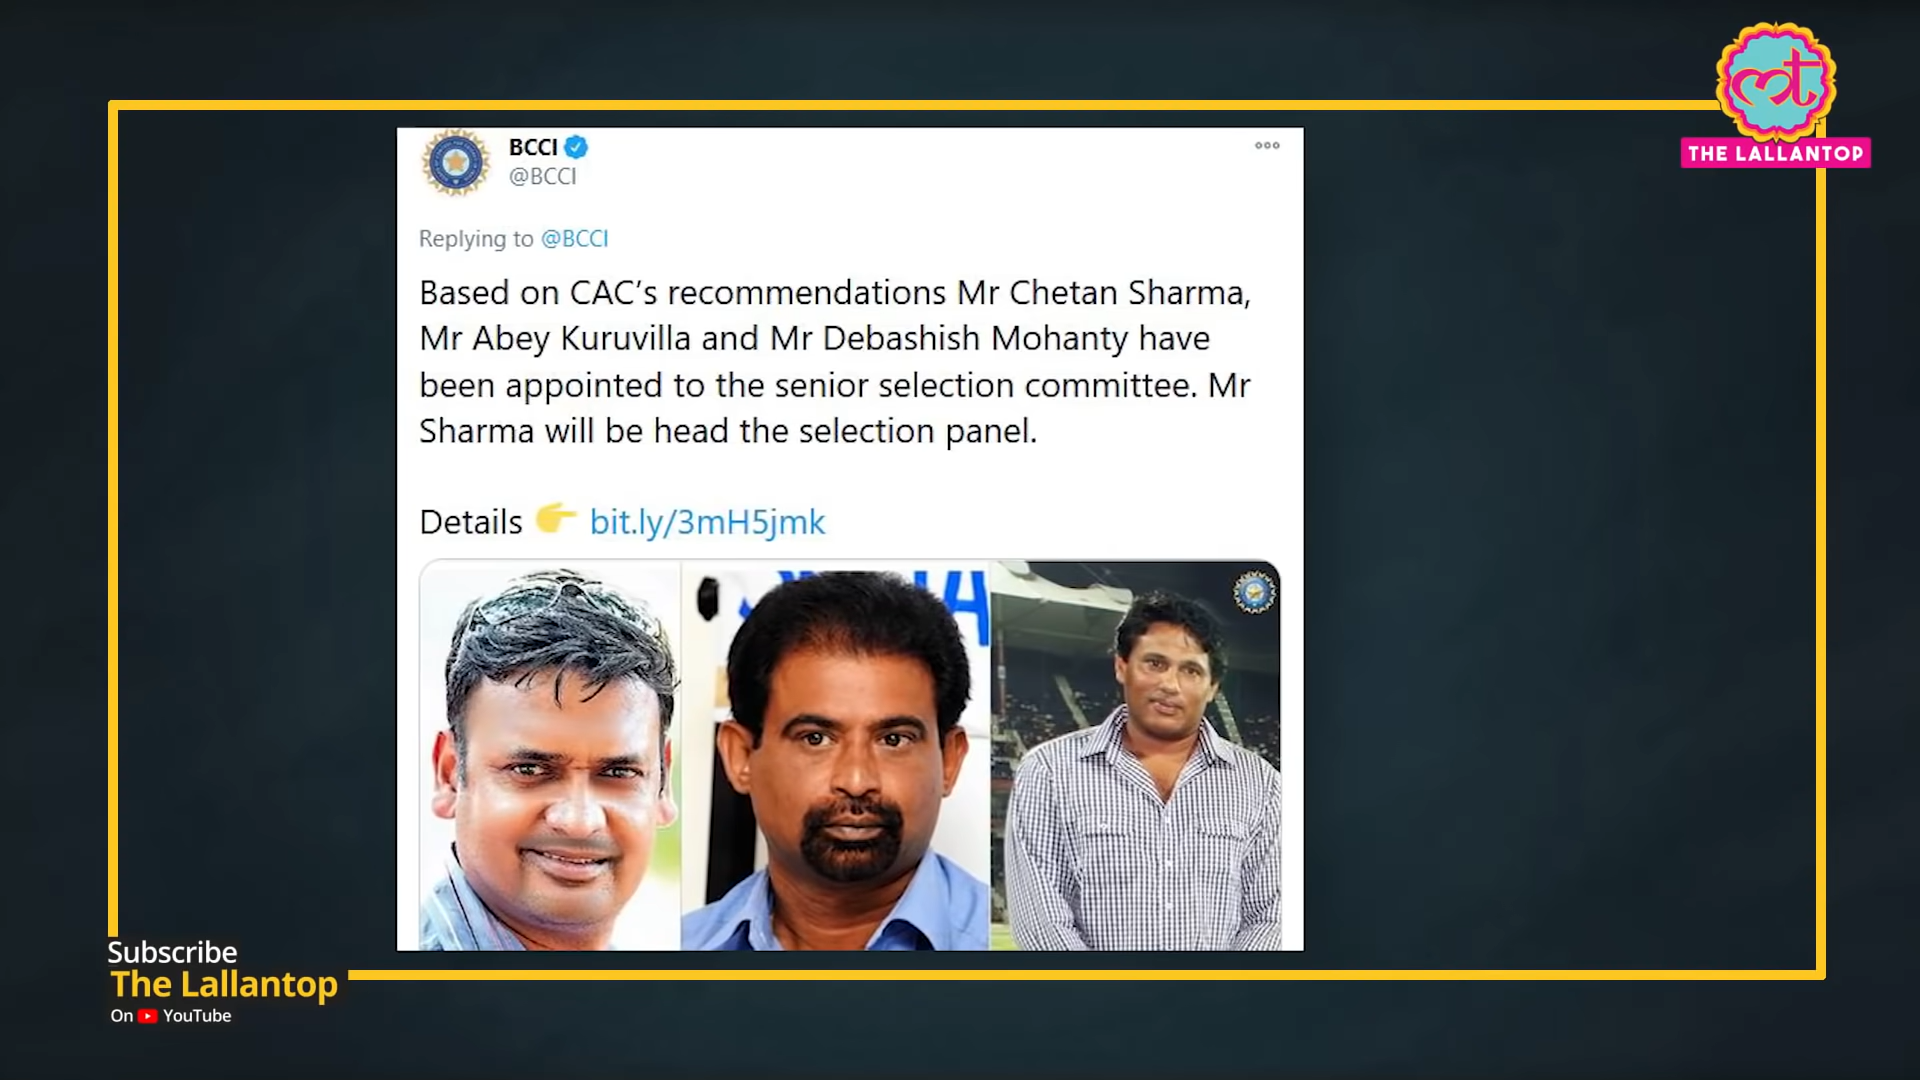 THE LALLANTOP
BCCI
@BCCI
Replying to @BCCI
Based on CAC's recommendations Mr Chetan Sharma,
Mr Abey Kuruvilla and Mr Debashish Mohanty have
been appointed to the senior selection committee. Mr
Sharma will be head the selection panel.
Details 👉 bit.ly/3mH5jmk
Subscribe
The Lallantop
On YouTube